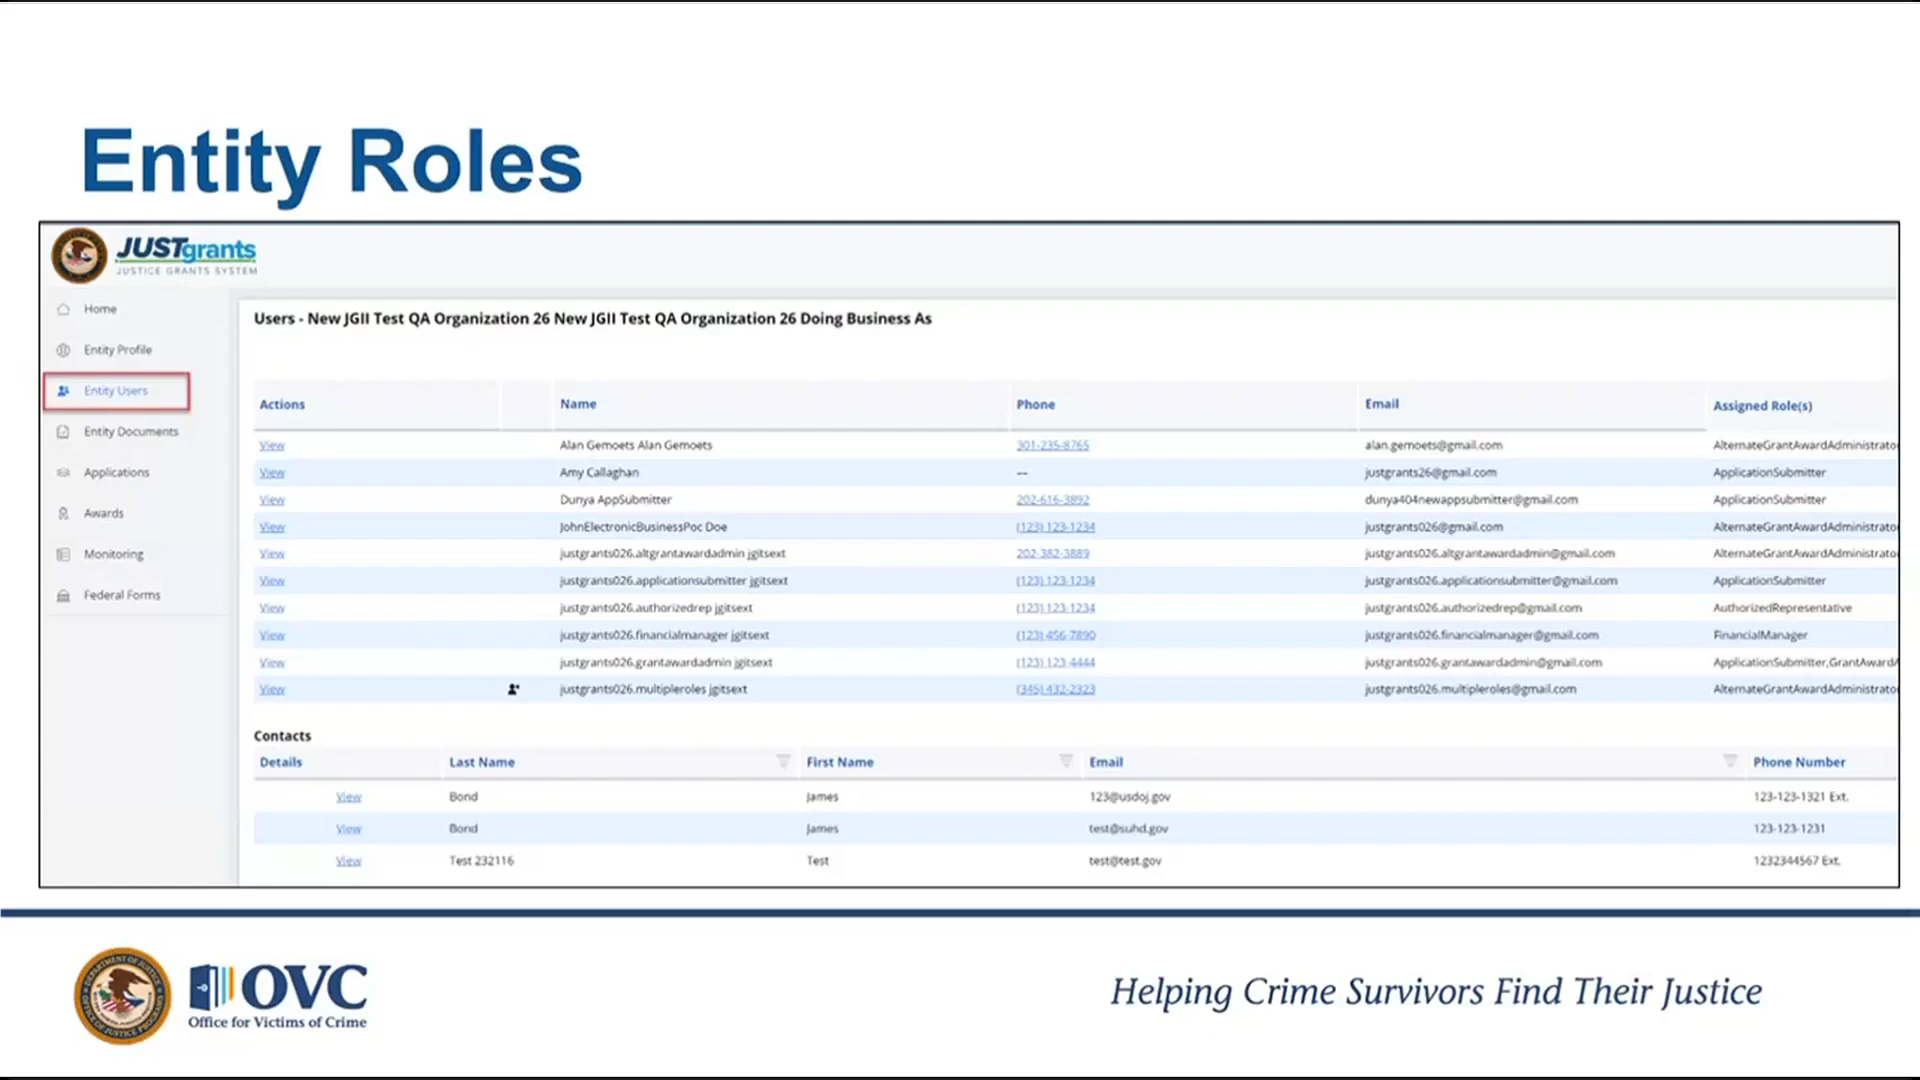 Entity Roles
JUSTgrants
JUSTICE GRANTS SYSTEM
Home
Entity Profile
Entity Users
Entity Documents
Applications
Awards
Monitoring
Federal Forms
Users - New JGII Test QA Organization 26 New JGII Test QA Organization 26 Doing Business As
Actions Name Phone Email Assigned Role(s)
View Alan Gemoets Alan Gemoets 301-235-8765 alan.gemoets@gmail.com AlternateGrantAwardAdministrato
View Amy Callaghan -- justgrants26@gmail.com ApplicationSubmitter
View Dunya AppSubmitter 202-616-3892 dunya404newappsubmitter@gmail.com ApplicationSubmitter
View JohnElectronicBusinessPoc Doe (123) 123-1234 justgrants026@gmail.com AlternateGrantAwardAdministrato
View justgrants026.altgrantawardadmin jgitsext 202-382-3889 justgrants026.altgrantawardadmin@gmail.com AlternateGrantAwardAdministrato
View justgrants026.applicationsubmitter jgitsext (123) 123-1234 justgrants026.applicationsubmitter@gmail.com ApplicationSubmitter
View justgrants026.authorizedrep jgitsext (123) 123-1234 justgrants026.authorizedrep@gmail.com AuthorizedRepresentative
View justgrants026.financialmanager jgitsext (123) 456-7890 justgrants026.financialmanager@gmail.com FinancialManager
View justgrants026.grantawardadmin jgitsext (123) 123-4444 justgrants026.grantawardadmin@gmail.com ApplicationSubmitter,GrantAwardA
View justgrants026.multipleroles jgitsext (345) 432-2323 justgrants026.multipleroles@gmail.com AlternateGrantAwardAdministrato
Contacts
Details Last Name First Name Email Phone Number
View Bond James 123@usdoj.gov 123-123-1321 Ext.
View Bond James test@suhd.gov 123-123-1231
View Test 232116 Test test@test.gov 1232344567 Ext.
OVC
Office for Victims of Crime
Helping Crime Survivors Find Their Justice